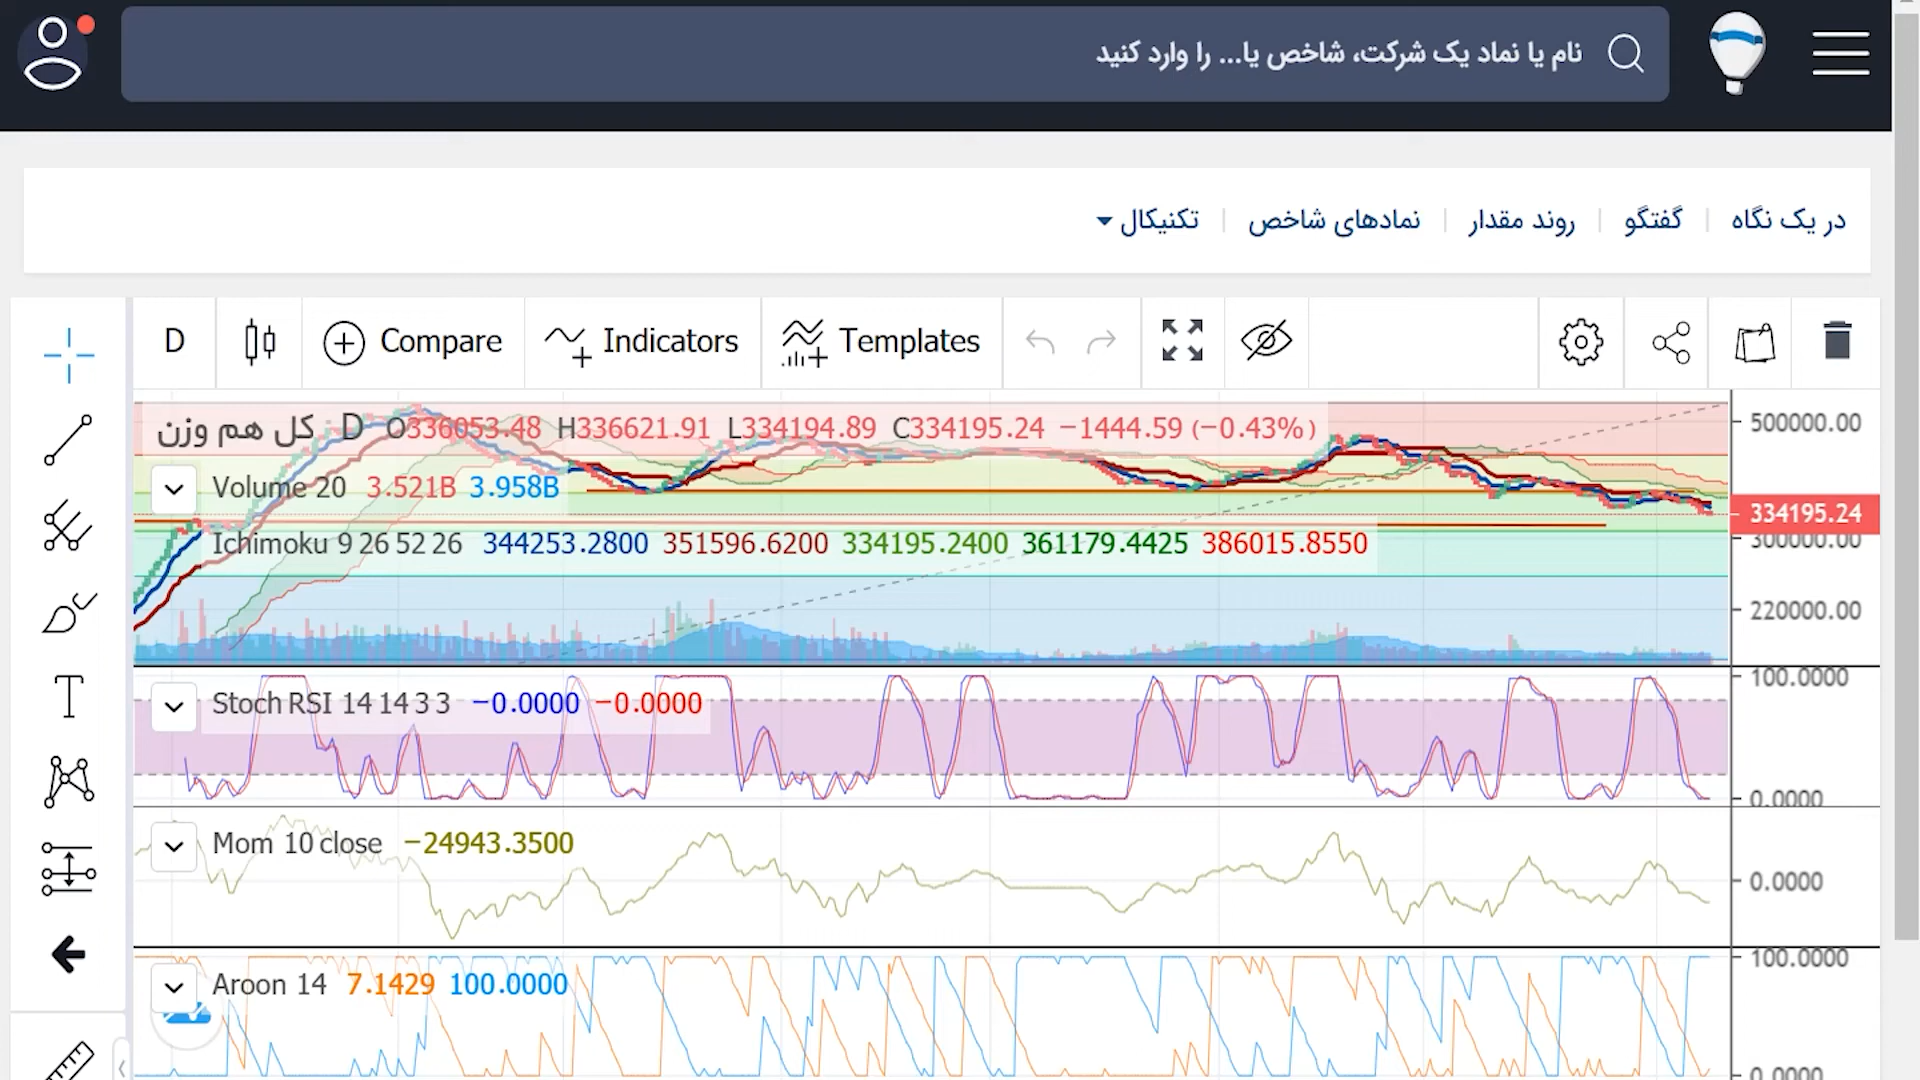 نام یا نماد یک شرکت، شاخص یا... را وارد کنید
در یک نگاه | گفتگو | روند مقدار | نمادهای شاخص | تکنیکال
D Compare Indicators Templates
کل هم وزن · D O336053.48 H336621.91 L334194.89 C334195.24 −1444.59 (−0.43%)
Volume 20 3.521B 3.958B
Ichimoku 9 26 52 26 344253.2800 351596.6200 334195.2400 361179.4425 386015.8550
500000.00
334195.24
300000.00
220000.00
Stoch RSI 14 14 3 3 −0.0000 −0.0000
100.0000
0.0000
Mom 10 close −24943.3500
0.0000
Aroon 14 7.1429 100.0000
100.0000
0.0000